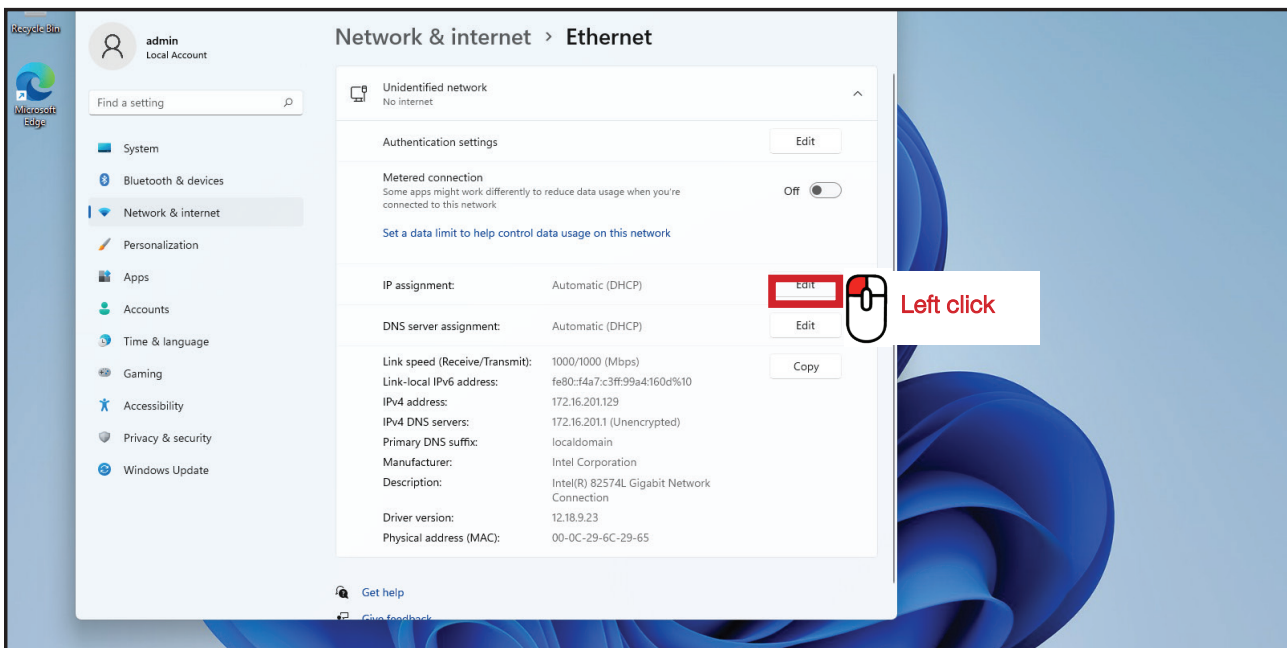 Recycle Bin
Microsoft
Edge
admin
Local Account
Find a setting
System
Bluetooth & devices
Network & internet
Personalization
Apps
Accounts
Time & language
Gaming
Accessibility
Privacy & security
Windows Update
Network & internet > Ethernet
Unidentified network
No internet
Authentication settings Edit
Metered connection
Some apps might work differently to reduce data usage when you're
connected to this network
Off
Set a data limit to help control data usage on this network
IP assignment: Automatic (DHCP) Edit
Left click
DNS server assignment: Automatic (DHCP) Edit
Link speed (Receive/Transmit): 1000/1000 (Mbps) Copy
Link-local IPv6 address: fe80::f4a7:c3ff:99a4:160d%10
IPv4 address: 172.16.201.129
IPv4 DNS servers: 172.16.201.1 (Unencrypted)
Primary DNS suffix: localdomain
Manufacturer: Intel Corporation
Description: Intel(R) 82574L Gigabit Network
Connection
Driver version: 12.18.9.23
Physical address (MAC): 00-0C-29-6C-29-65
Get help
Give feedback